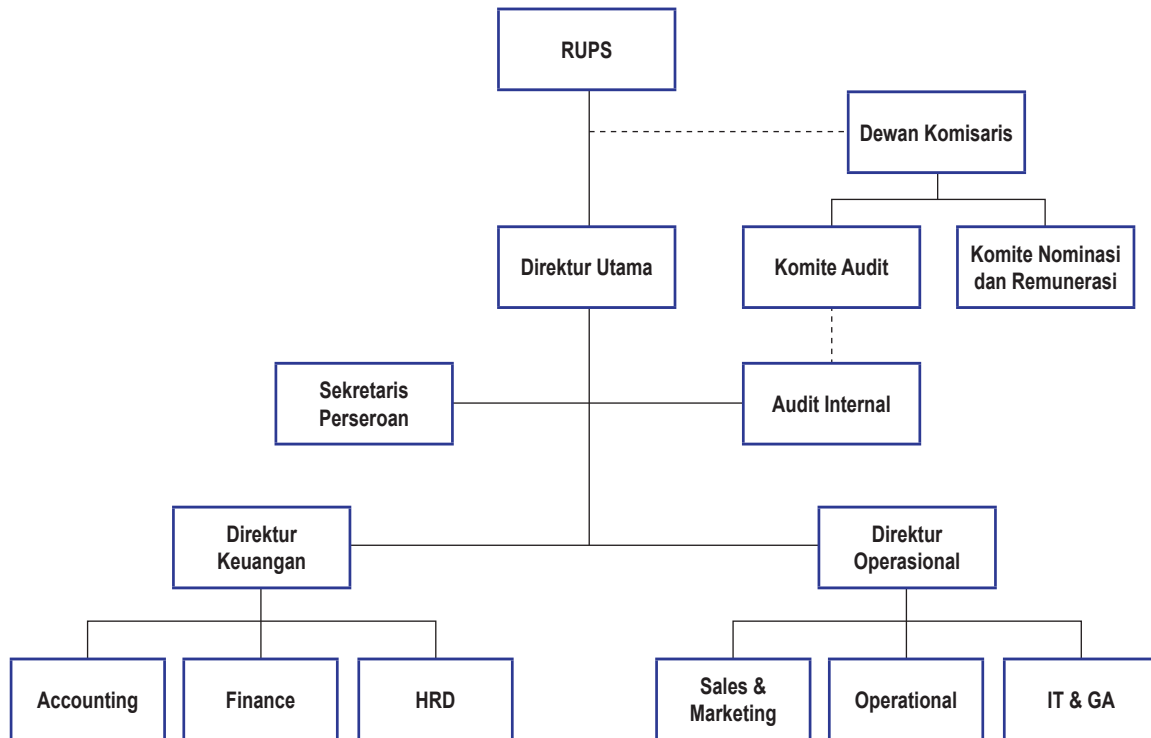 RUPS
Dewan Komisaris
Direktur Utama
Komite Audit
Komite Nominasi
dan Remunerasi
Sekretaris
Perseroan
Audit Internal
Direktur
Keuangan
Direktur
Operasional
Accounting
Finance
HRD
Sales &
Marketing
Operational
IT & GA